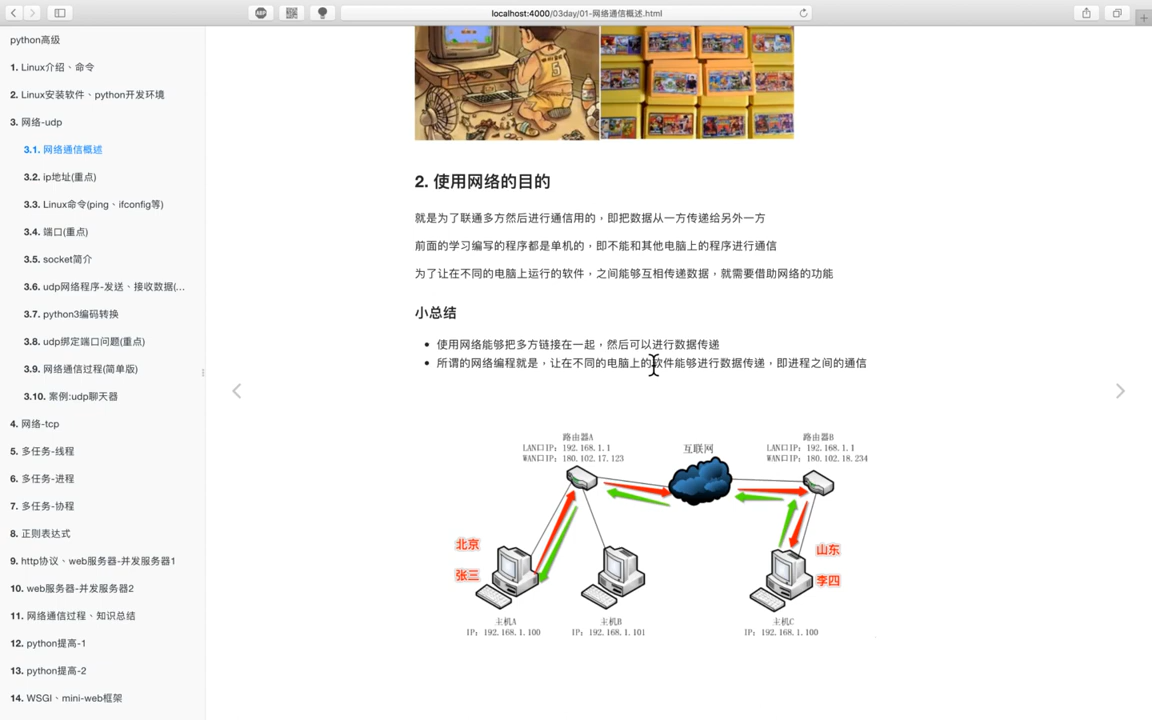 localhost:4000/03day/01-网络通信概述.html
ABP
python高级
1. Linux介绍、命令
2. Linux安装软件、python开发环境
3. 网络-udp
3.1. 网络通信概述
3.2. ip地址(重点)
3.3. Linux命令(ping、ifconfig等)
3.4. 端口(重点)
3.5. socket简介
3.6. udp网络程序-发送、接收数据(...
3.7. python3编码转换
3.8. udp绑定端口问题(重点)
3.9. 网络通信过程(简单版)
3.10. 案例:udp聊天器
4. 网络-tcp
5. 多任务-线程
6. 多任务-进程
7. 多任务-协程
8. 正则表达式
9. http协议、web服务器-并发服务器1
10. web服务器-并发服务器2
11. 网络通信过程、知识总结
12. python提高-1
13. python提高-2
14. WSGI、mini-web框架
2. 使用网络的目的
就是为了联通多方然后进行通信用的，即把数据从一方传递给另外一方
前面的学习编写的程序都是单机的，即不能和其他电脑上的程序进行通信
为了让在不同的电脑上运行的软件，之间能够互相传递数据，就需要借助网络的功能
小总结
使用网络能够把多方链接在一起，然后可以进行数据传递
所谓的网络编程就是，让在不同的电脑上的软件能够进行数据传递，即进程之间的通信
路由器A
LAN口IP: 192.168.1.1
WAN口IP: 180.102.17.123
互联网
路由器B
LAN口IP: 192.168.1.1
WAN口IP: 180.102.18.234
北京
张三
山东
李四
主机A
IP: 192.168.1.100
主机B
IP: 192.168.1.101
主机C
IP: 192.168.1.100